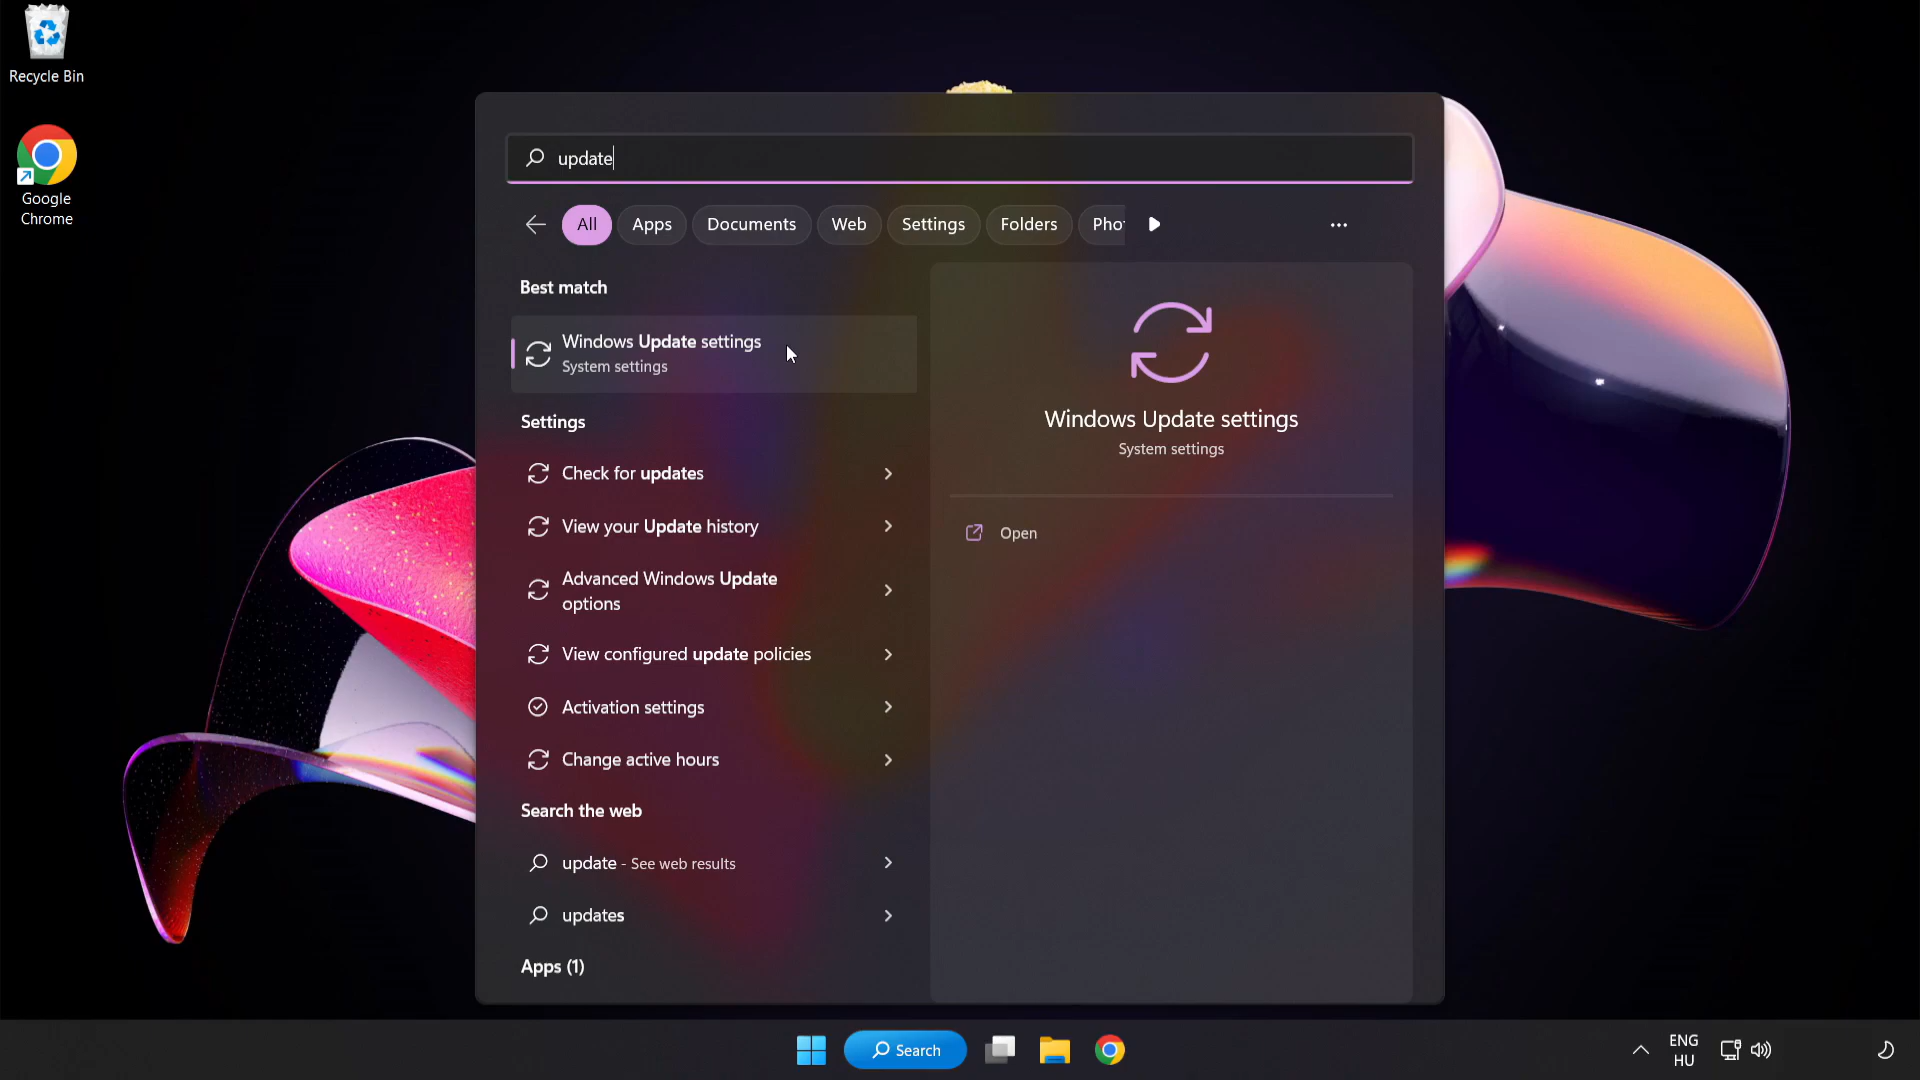 Recycle Bin
Google
Chrome
update
All
Apps
Documents
Web
Settings
Folders
Pho
Best match
Windows Update settings
System settings
Settings
Check for updates
View your Update history
Advanced Windows Update
options
View configured update policies
Activation settings
Change active hours
Search the web
update - See web results
updates
Apps (1)
Windows Update settings
System settings
Open
Search
ENG
HU